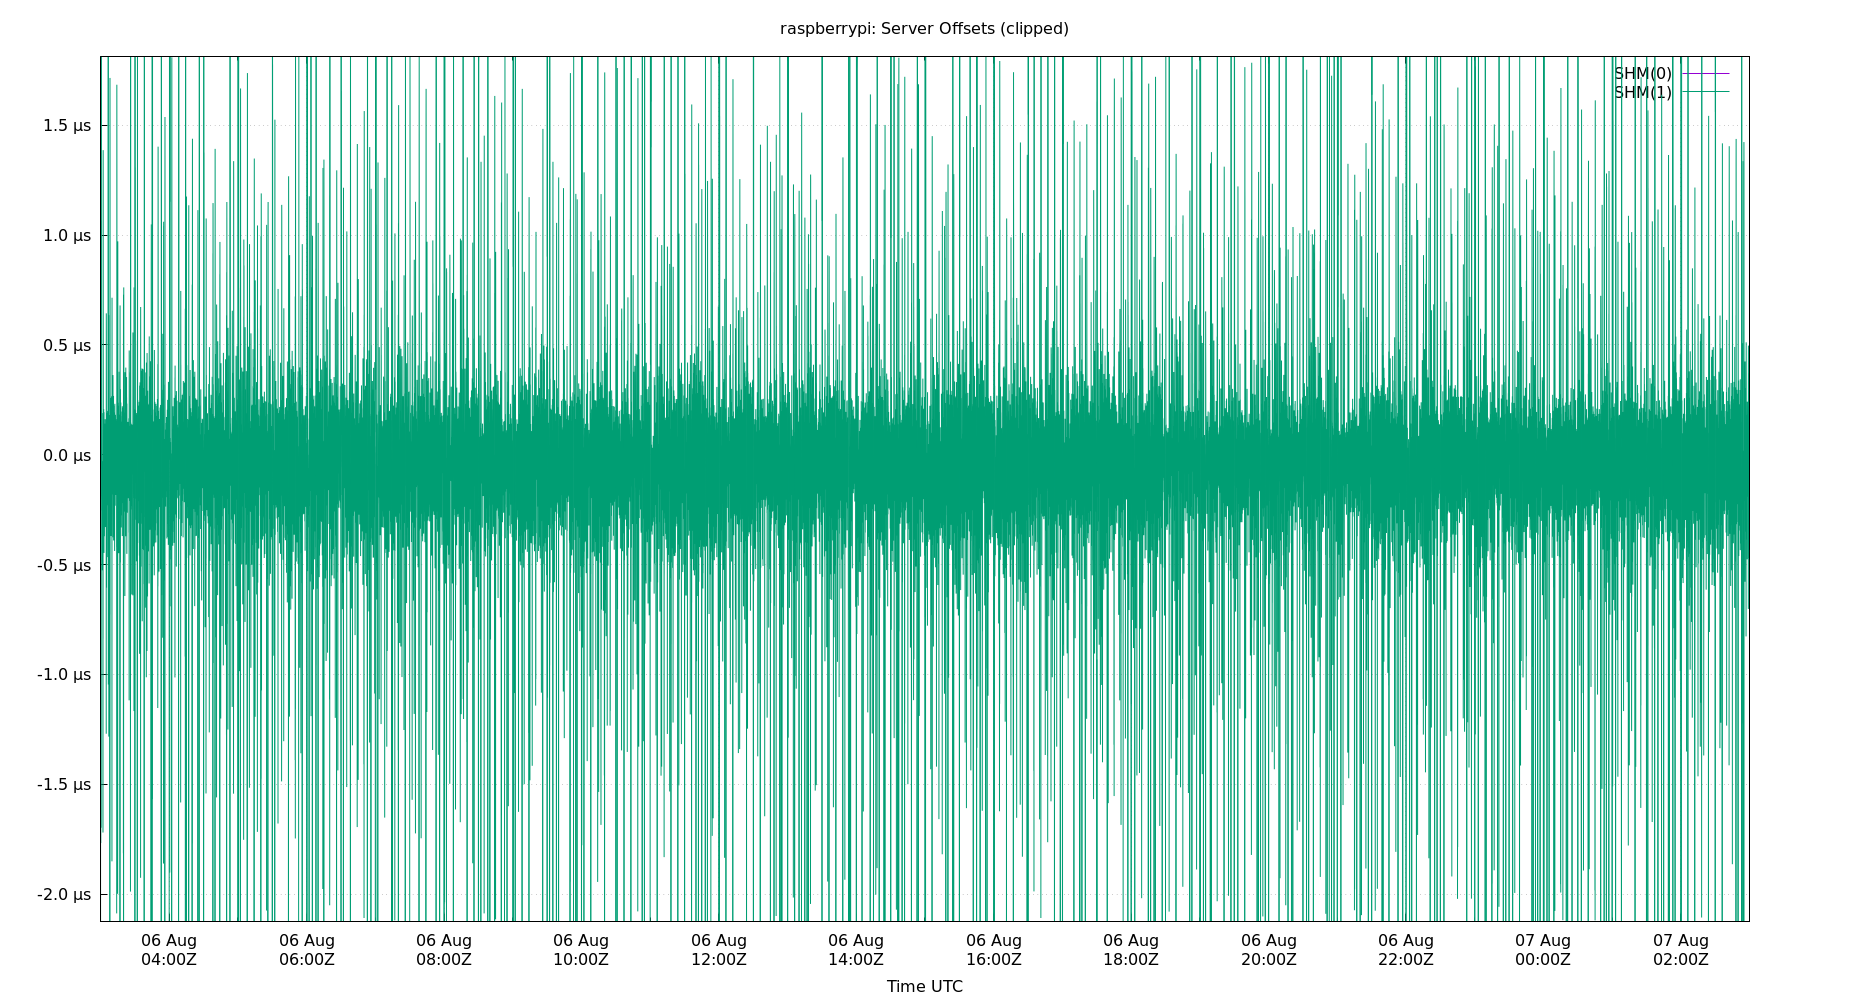 raspberrypi: Server Offsets (clipped)
SHM(0)
SHM(1)
1.5 µs
1.0 µs
0.5 µs
0.0 µs
-0.5 µs
-1.0 µs
-1.5 µs
-2.0 µs
06 Aug 06 Aug 06 Aug 06 Aug 06 Aug 06 Aug 06 Aug 06 Aug 06 Aug 06 Aug 07 Aug 07 Aug
04:00Z 06:00Z 08:00Z 10:00Z 12:00Z 14:00Z 16:00Z 18:00Z 20:00Z 22:00Z 00:00Z 02:00Z
Time UTC